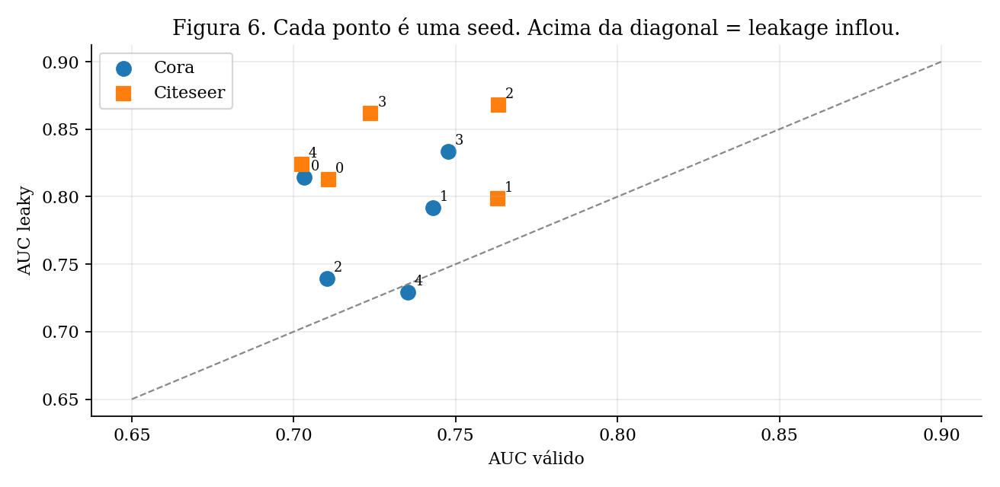 Figura 6. Cada ponto é uma seed. Acima da diagonal = leakage inflou.
Cora
Citeseer
AUC leaky
0.90
0.85
0.80
0.75
0.70
0.65
3
2
3
4
0
0
1
1
2
4
0.65 0.70 0.75 0.80 0.85 0.90
AUC válido